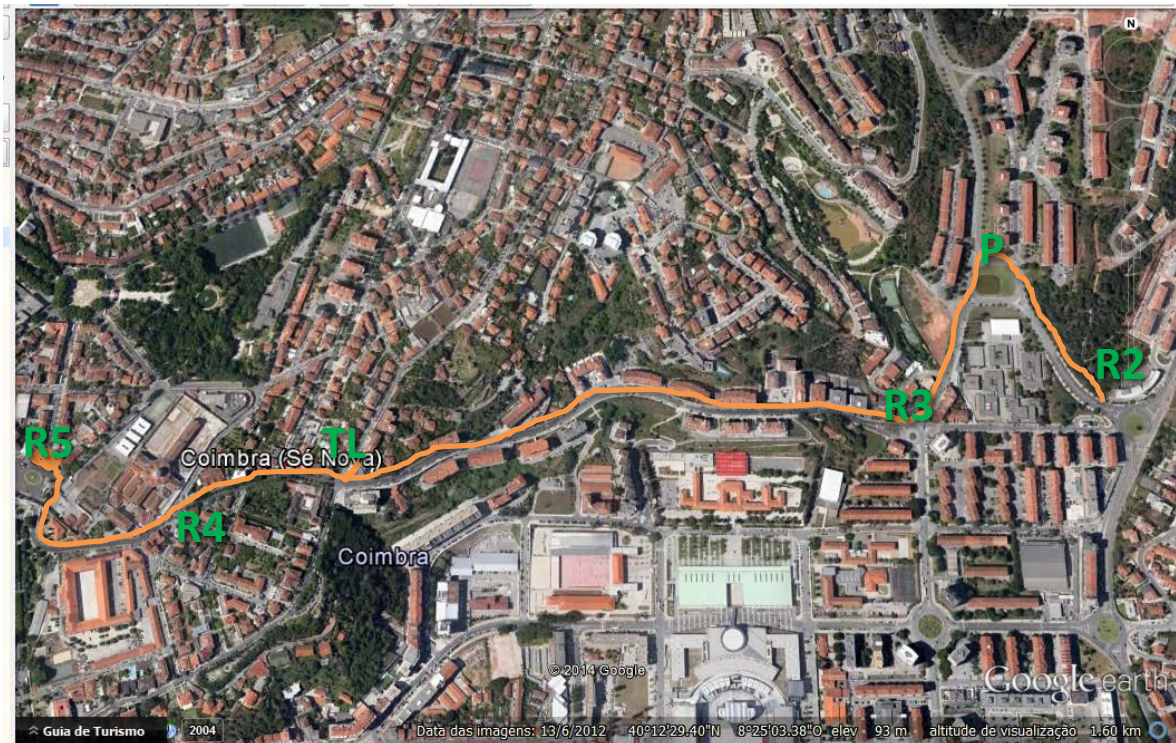 N
P
R2
R3
R5
TL
Coimbra (Sé Nova)
R4
Coimbra
© 2014 Google
Google earth
Guia de Turismo
2004
Data das imagens: 13/6/2012 40°12'29.40"N 8°25'03.38"O elev 93 m altitude de visualização 1.60 km